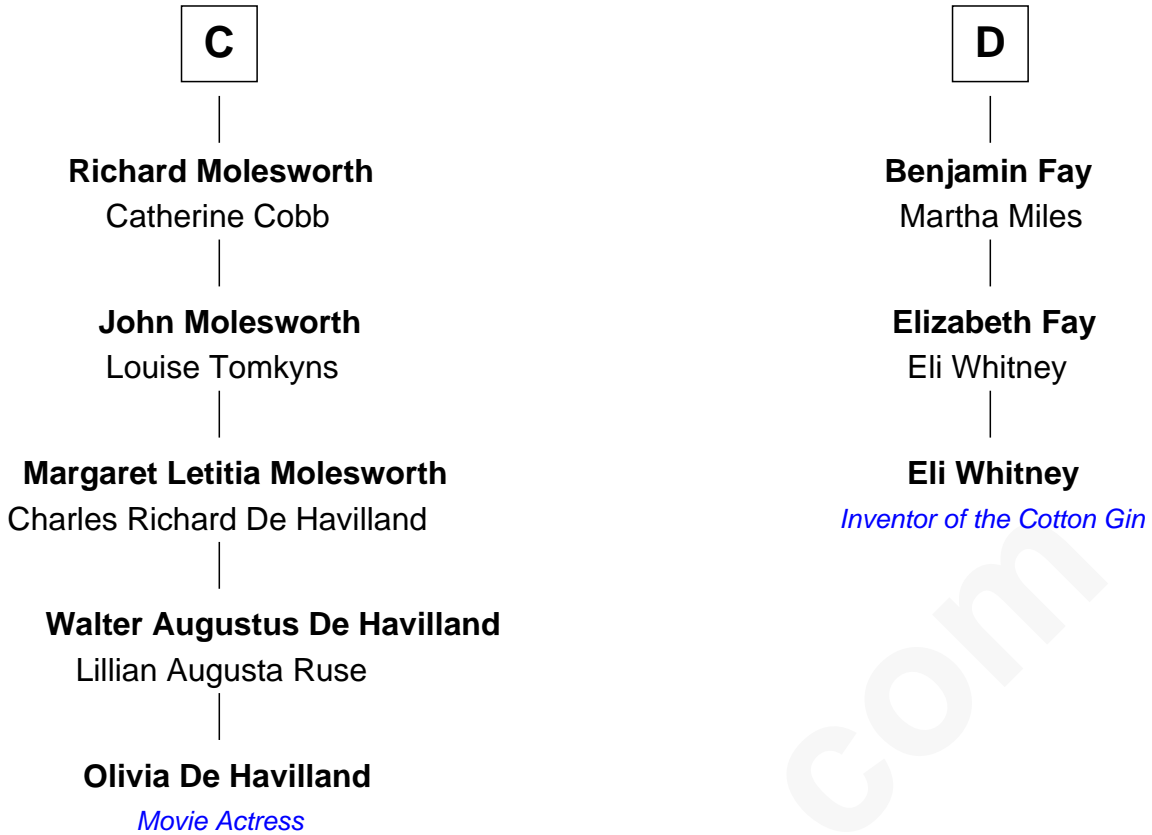 C
Richard Molesworth
Catherine Cobb
John Molesworth
Louise Tomkyns
Margaret Letitia Molesworth
Charles Richard De Havilland
Walter Augustus De Havilland
Lillian Augusta Ruse
Olivia De Havilland
Movie Actress
D
Benjamin Fay
Martha Miles
Elizabeth Fay
Eli Whitney
Eli Whitney
Inventor of the Cotton Gin
com